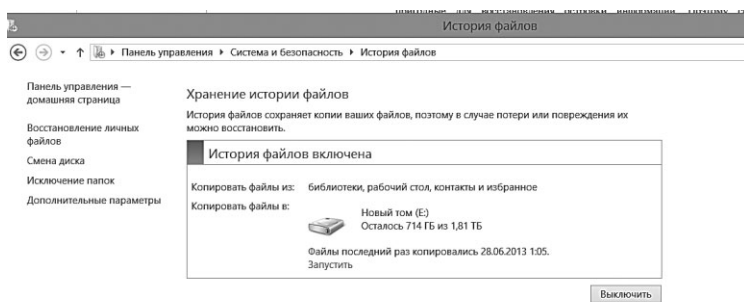 История файлов
Панель управления ▸ Система и безопасность ▸ История файлов
Панель управления —
домашняя страница
Восстановление личных
файлов
Смена диска
Исключение папок
Дополнительные параметры
Хранение истории файлов
История файлов сохраняет копии ваших файлов, поэтому в случае потери или повреждения их
можно восстановить.
История файлов включена
Копировать файлы из: библиотеки, рабочий стол, контакты и избранное
Копировать файлы в: Новый том (E:)
Осталось 714 ГБ из 1,81 ТБ
Файлы последний раз копировались 28.06.2013 1:05.
Запустить
Выключить